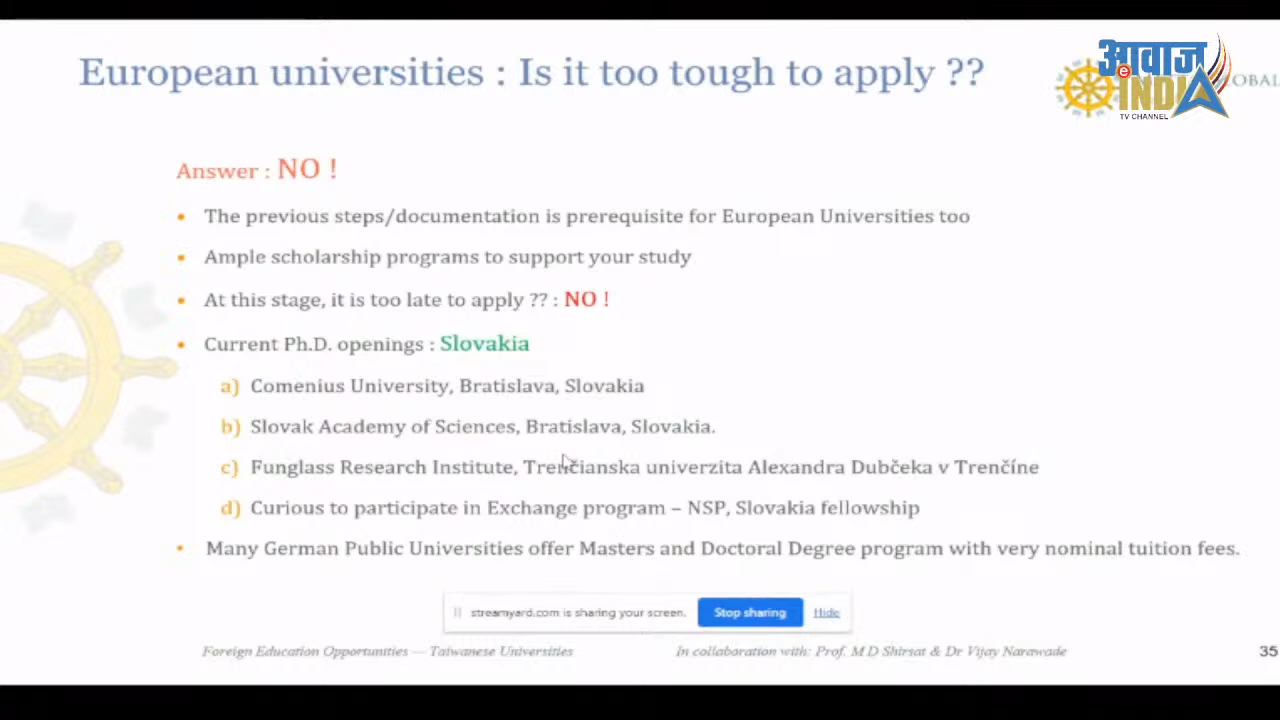 European universities : Is it too tough to apply ??
आवाज
e
INDIA
TV CHANNEL
OBAL
Answer : NO !
• The previous steps/documentation is prerequisite for European Universities too
• Ample scholarship programs to support your study
• At this stage, it is too late to apply ?? : NO !
• Current Ph.D. openings : Slovakia
a) Comenius University, Bratislava, Slovakia
b) Slovak Academy of Sciences, Bratislava, Slovakia.
c) Funglass Research Institute, Trenčianska univerzita Alexandra Dubčeka v Trenčíne
d) Curious to participate in Exchange program – NSP, Slovakia fellowship
• Many German Public Universities offer Masters and Doctoral Degree program with very nominal tuition fees.
streamyard.com is sharing your screen. Stop sharing Hide
Foreign Education Opportunities — Taiwanese Universities In collaboration with: Prof. M D Shirsat & Dr Vijay Narawade 35